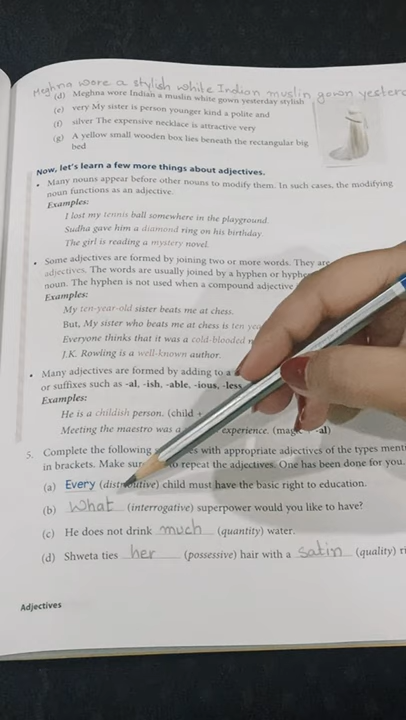 Meghna wore a stylish white Indian muslin gown
(d) Meghna wore Indian a muslin white gown yesterday stylish
(e) very My sister is person younger kind a polite and
(f) silver The expensive necklace is attractive very
(g) A yellow small wooden box lies beneath the rectangular big
bed
Now, let's learn a few more things about adjectives.
• Many nouns appear before other nouns to modify them. In such cases, the modifying
noun functions as an adjective.
Examples:
I lost my tennis ball somewhere in the playground.
Sudha gave him a diamond ring on his birthday.
The girl is reading a mystery novel.
• Some adjectives are formed by joining two or more words. They are
adjectives. The words are usually joined by a hyphen or
noun. The hyphen is not used when a compound adjective
Examples:
My ten-year-old sister beats me at chess.
But, My sister who beats me at chess is ten
Everyone thinks that it was a cold-blooded
J.K. Rowling is a well-known author.
• Many adjectives are formed by adding to a
or suffixes such as -al, -ish, -able, -ious, -less
Examples:
He is a childish person. (child +
Meeting the maestro was a experience. -al)
5. Complete the following with appropriate adjectives of the types
in brackets. Make to repeat the adjectives. One has been done for you.
(a) Every (distributive) child must have the basic right to education.
(b) What (interrogative) superpower would you like to have?
(c) He does not drink much (quantity) water.
(d) Shweta ties her (possessive) hair with a satin (quality)
Adjectives